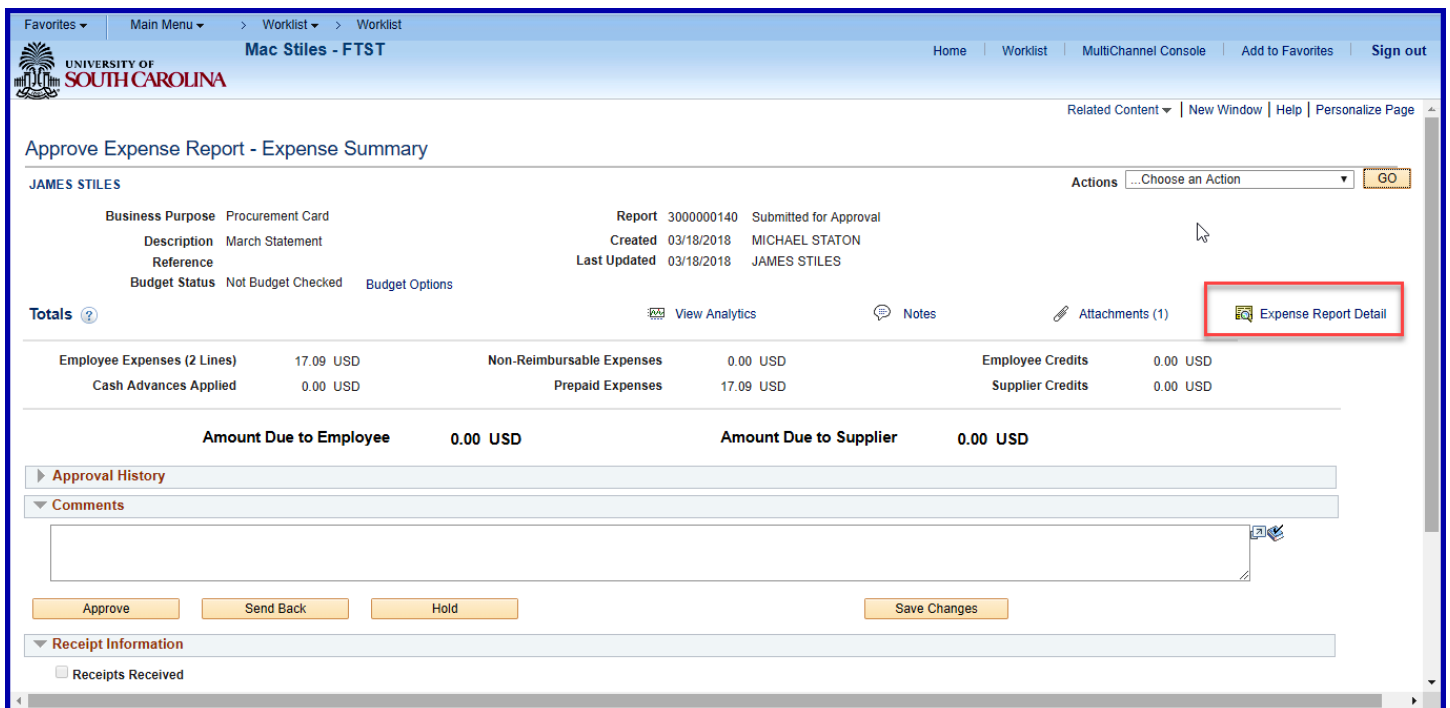 Favorites Main Menu > Worklist > Worklist
UNIVERSITY OF
SOUTH CAROLINA
Mac Stiles - FTST
Home Worklist MultiChannel Console Add to Favorites Sign out
Related Content New Window Help Personalize Page
Approve Expense Report - Expense Summary
JAMES STILES Actions ...Choose an Action GO
Business Purpose Procurement Card Report 3000000140 Submitted for Approval
Description March Statement Created 03/18/2018 MICHAEL STATON
Reference Last Updated 03/18/2018 JAMES STILES
Budget Status Not Budget Checked Budget Options
Totals ? View Analytics Notes Attachments (1) Expense Report Detail
Employee Expenses (2 Lines) 17.09 USD Non-Reimbursable Expenses 0.00 USD Employee Credits 0.00 USD
Cash Advances Applied 0.00 USD Prepaid Expenses 17.09 USD Supplier Credits 0.00 USD
Amount Due to Employee 0.00 USD Amount Due to Supplier 0.00 USD
Approval History
Comments
Approve Send Back Hold Save Changes
Receipt Information
Receipts Received